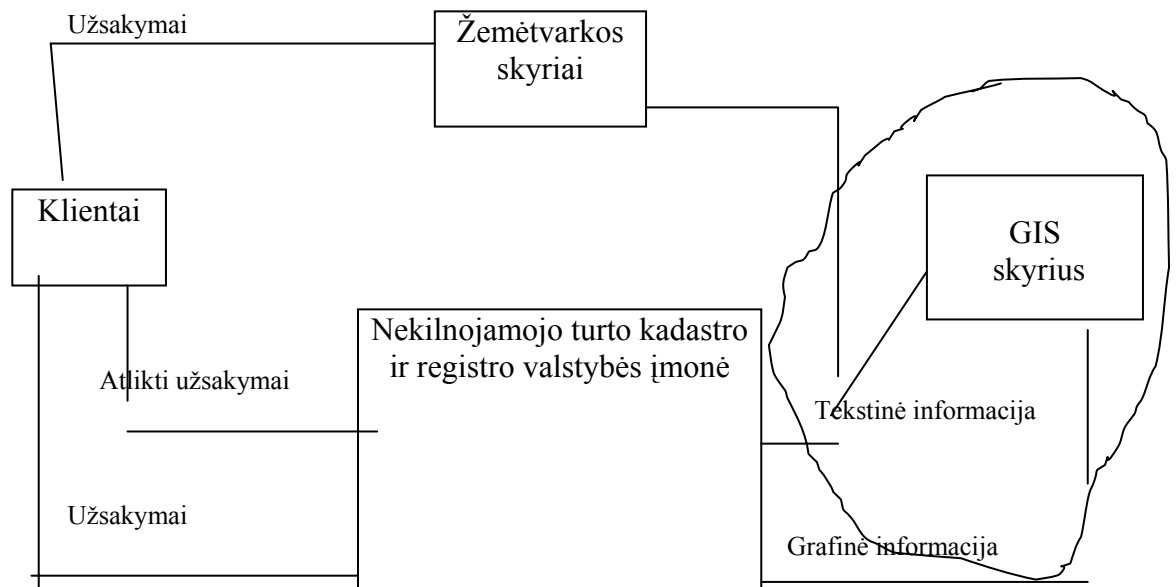 Užsakymai
Žemėtvarkos
skyriai
Klientai
GIS
skyrius
Nekilnojamojo turto kadastro
ir registro valstybės įmonė
Atlikti užsakymai
Tekstinė informacija
Užsakymai
Grafinė informacija